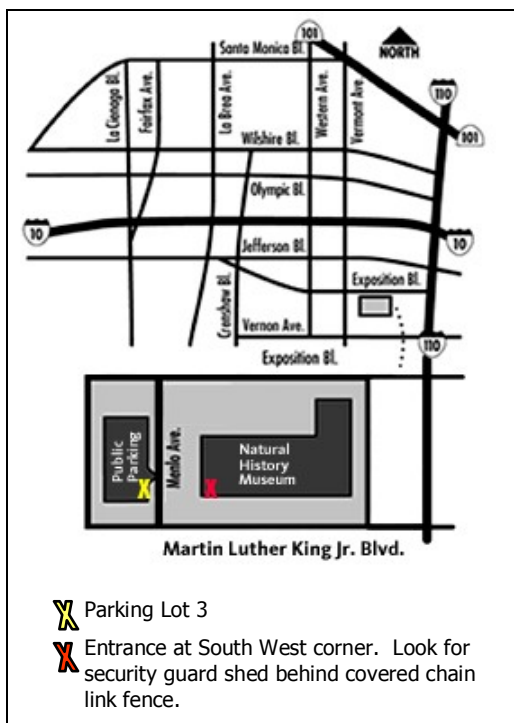 101
Santa Monica Bl.
NORTH
La Cienaga Bl.
Fairfax Ave.
La Brea Ave.
Western Ave.
Vermont Ave.
110
101
Wilshire Bl.
Olympic Bl.
10
10
Jefferson Bl.
Crenshaw Bl.
Exposition Bl.
Vernon Ave.
110
Exposition Bl.
Public
Parking
Menlo Ave.
Natural
History
Museum
X
X
Martin Luther King Jr. Blvd.
X Parking Lot 3
X Entrance at South West corner. Look for
security guard shed behind covered chain
link fence.